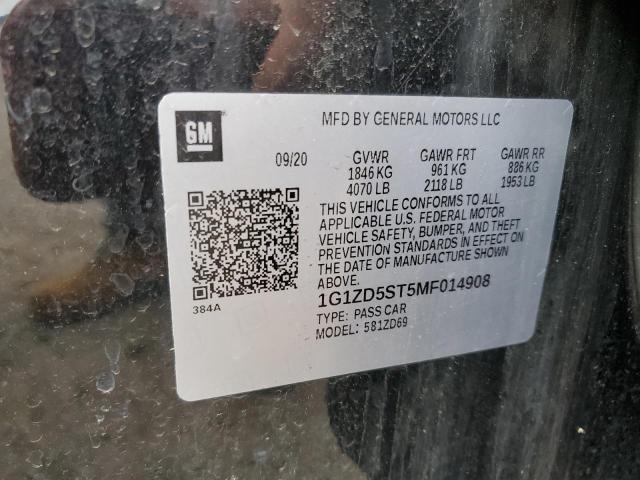 GM
MFD BY GENERAL MOTORS LLC
09/20 GVWR GAWR FRT GAWR RR
1846 KG 961 KG 886 KG
4070 LB 2118 LB 1953 LB
THIS VEHICLE CONFORMS TO ALL
APPLICABLE U.S. FEDERAL MOTOR
VEHICLE SAFETY, BUMPER, AND THEFT
PREVENTION STANDARDS IN EFFECT ON
THE DATE OF MANUFACTURE SHOWN
ABOVE.
384A
1G1ZD5ST5MF014908
TYPE: PASS CAR
MODEL: 581ZD69